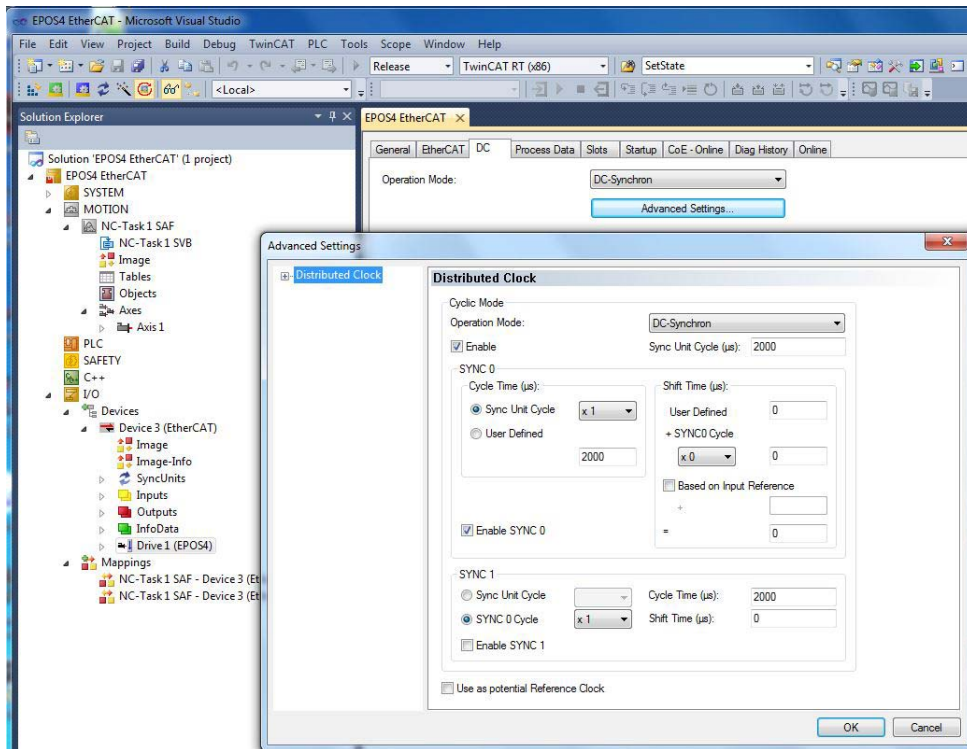 EPOS4 EtherCAT - Microsoft Visual Studio
File Edit View Project Build Debug TwinCAT PLC Tools Scope Window Help
Release TwinCAT RT (x86) SetState
<Local>
Solution Explorer
EPOS4 EtherCAT
General EtherCAT DC Process Data Slots Startup CoE - Online Diag History Online
Operation Mode: DC-Synchron
Advanced Settings...
Solution 'EPOS4 EtherCAT' (1 project)
EPOS4 EtherCAT
SYSTEM
MOTION
NC-Task 1 SAF
NC-Task 1 SVB
Image
Tables
Objects
Axes
Axis 1
PLC
SAFETY
C++
I/O
Devices
Device 3 (EtherCAT)
Image
Image-Info
SyncUnits
Inputs
Outputs
InfoData
Drive 1 (EPOS4)
Mappings
NC-Task 1 SAF - Device 3 (Et
NC-Task 1 SAF - Device 3 (Et
Advanced Settings
Distributed Clock
Distributed Clock
Cyclic Mode
Operation Mode: DC-Synchron
Enable Sync Unit Cycle (µs): 2000
SYNC 0
Cycle Time (µs): Shift Time (µs):
Sync Unit Cycle x 1 User Defined 0
User Defined + SYNC0 Cycle
2000 x 0 0
Based on Input Reference
+
Enable SYNC 0 = 0
SYNC 1
Sync Unit Cycle Cycle Time (µs): 2000
SYNC 0 Cycle x 1 Shift Time (µs): 0
Enable SYNC 1
Use as potential Reference Clock
OK Cancel